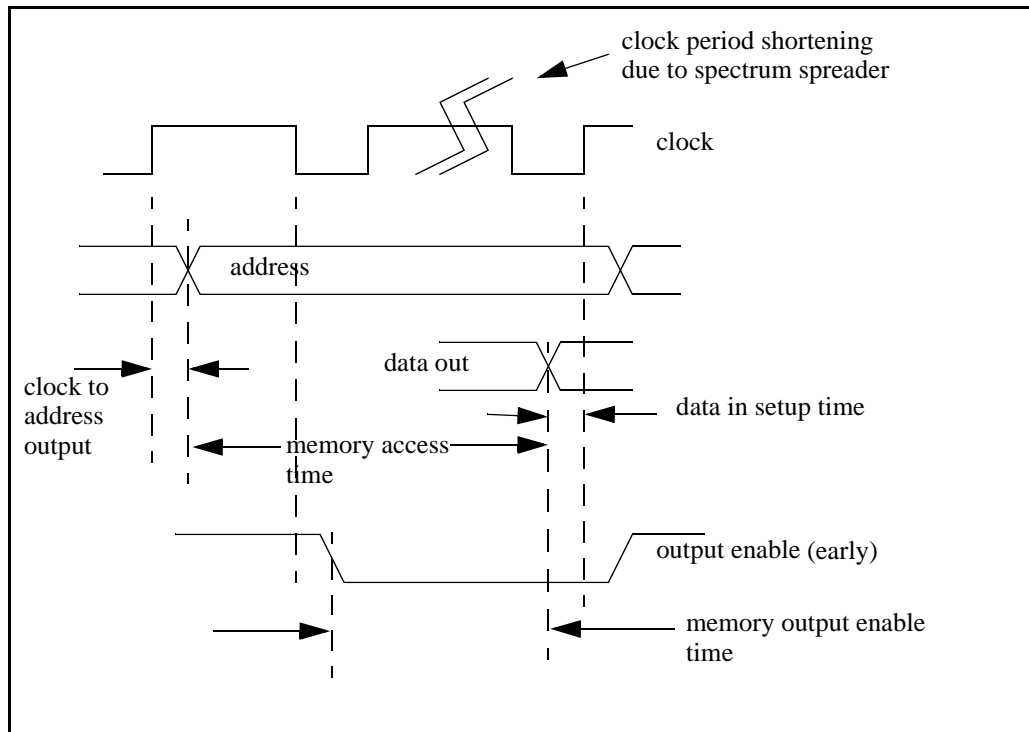 clock period shortening
due to spectrum spreader
clock
address
data out
clock to
address
output
data in setup time
memory access
time
output enable (early)
memory output enable
time